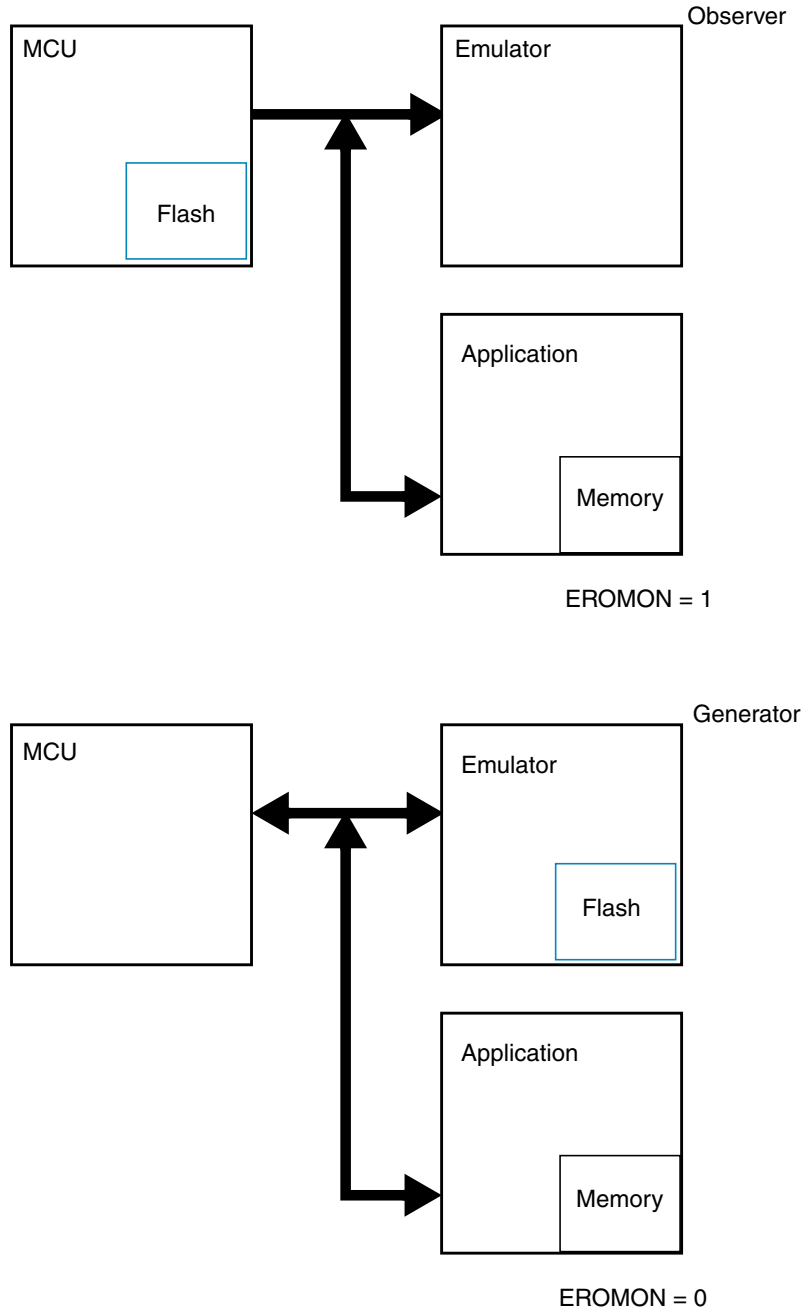 Observer
MCU
Emulator
Flash
Application
Memory
EROMON = 1
Generator
MCU
Emulator
Flash
Application
Memory
EROMON = 0